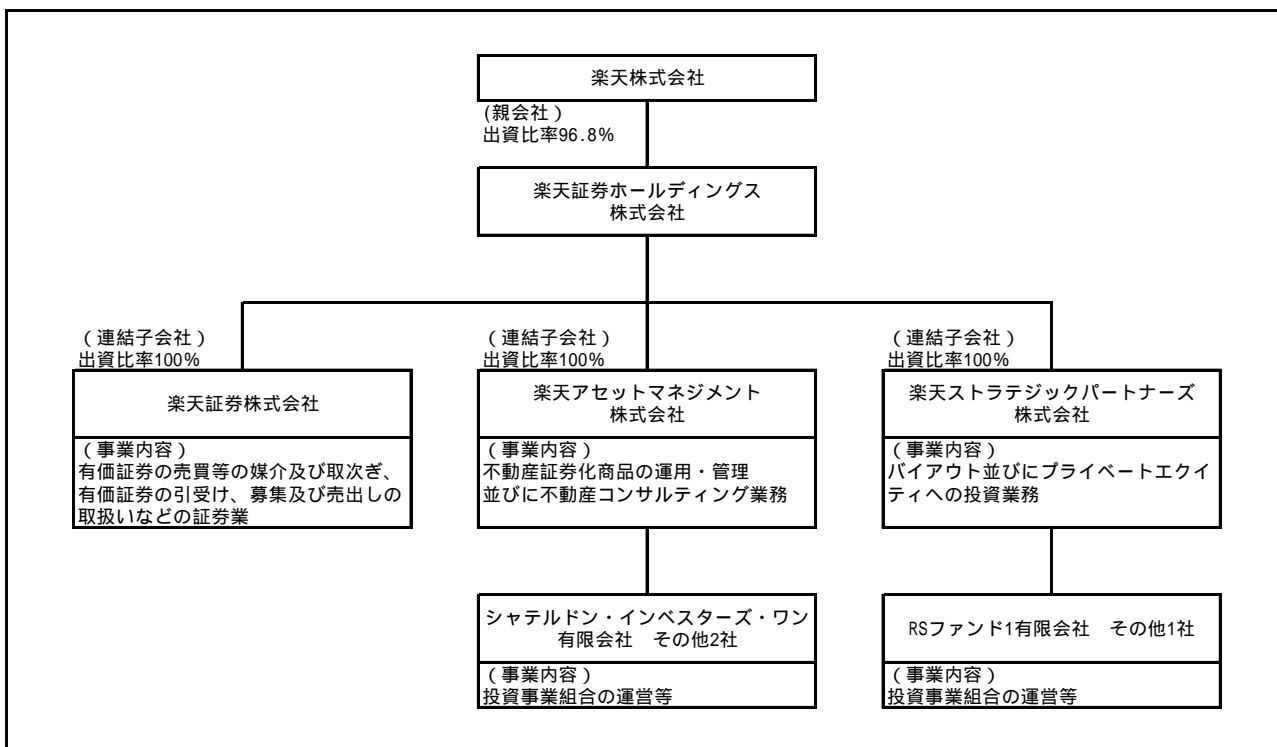 楽天株式会社
(親会社)
出資比率96.8%
楽天証券ホールディングス
株式会社
(連結子会社)
出資比率100%
楽天証券株式会社
(事業内容)
有価証券の売買等の媒介及び取次ぎ、
有価証券の引受け、募集及び売出しの
取扱いなどの証券業
(連結子会社)
出資比率100%
楽天アセットマネジメント
株式会社
(事業内容)
不動産証券化商品の運用・管理
並びに不動産コンサルティング業務
(連結子会社)
出資比率100%
楽天ストラテジックパートナーズ
株式会社
(事業内容)
バイアウト並びにプライベートエクイ
ティへの投資業務
シャテルドン・インベスターズ・ワン
有限会社 その他2社
(事業内容)
投資事業組合の運営等
RSファンド1有限会社 その他1社
(事業内容)
投資事業組合の運営等